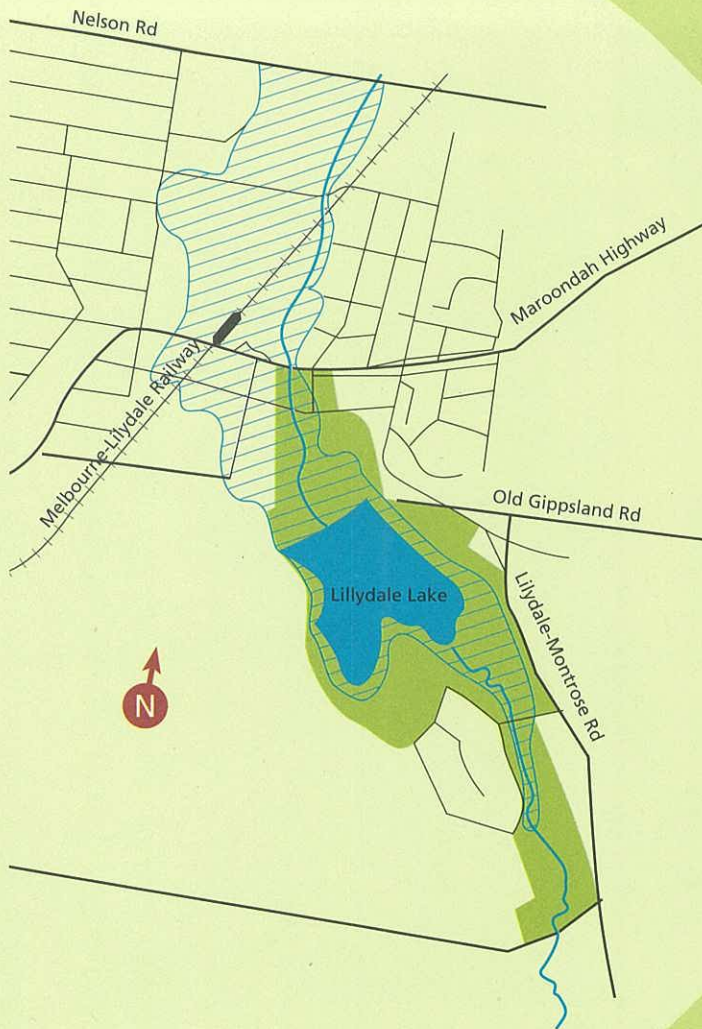 Nelson Rd
Maroondah Highway
Melbourne-Lilydale Railway
Old Gippsland Rd
Lillydale Lake
Lilydale-Montrose Rd
N